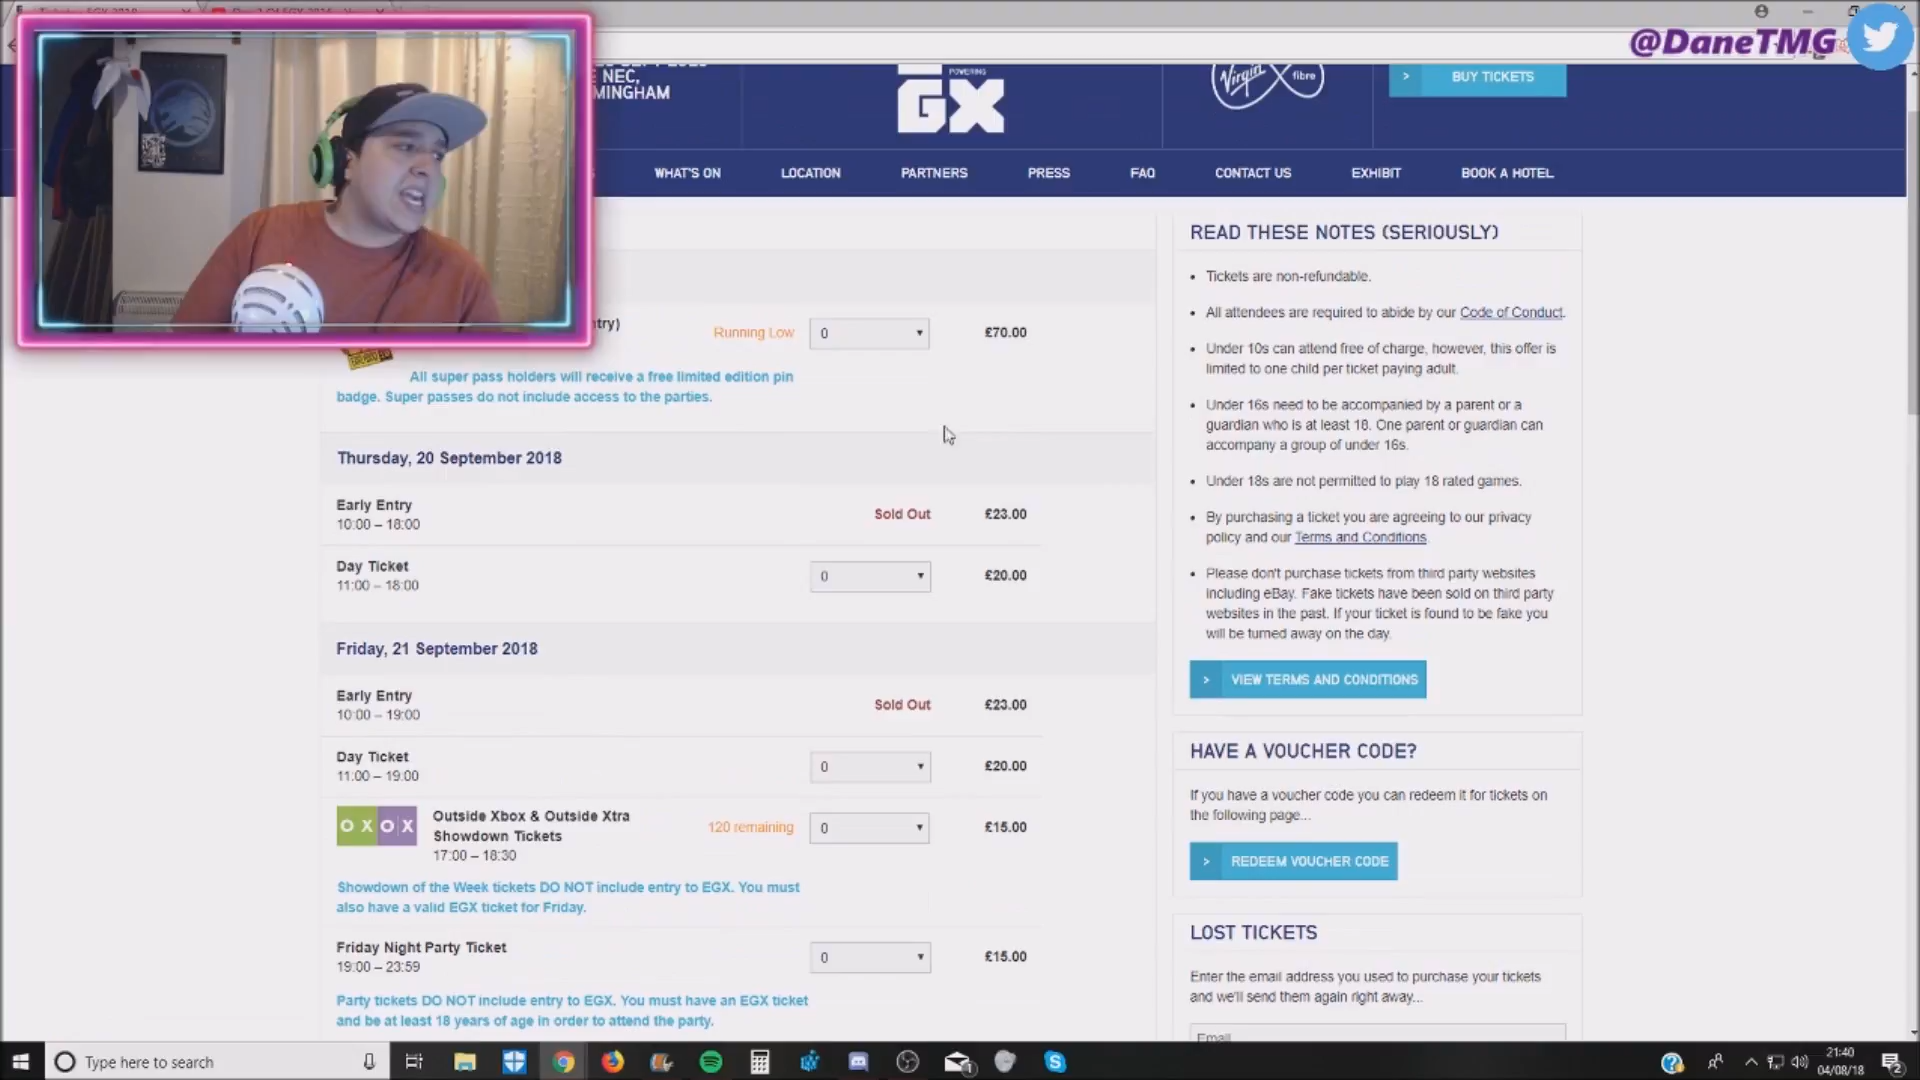 @DaneTMG
NEC,
MINGHAM
POWERING
GX
Virgin fibre
> BUY TICKETS
WHAT'S ON
LOCATION
PARTNERS
PRESS
FAQ
CONTACT US
EXHIBIT
BOOK A HOTEL
ntry)
Running Low
0
£70.00
All super pass holders will receive a free limited edition pin
badge. Super passes do not include access to the parties.
Thursday, 20 September 2018
Early Entry
Sold Out
£23.00
10:00 – 18:00
Day Ticket
0
£20.00
11:00 – 18:00
Friday, 21 September 2018
Early Entry
Sold Out
£23.00
10:00 – 19:00
Day Ticket
0
£20.00
11:00 – 19:00
OXOX
Outside Xbox & Outside Xtra
Showdown Tickets
120 remaining
0
£15.00
17:00 – 18:30
Showdown of the Week tickets DO NOT include entry to EGX. You must
also have a valid EGX ticket for Friday.
Friday Night Party Ticket
0
£15.00
19:00 – 23:59
Party tickets DO NOT include entry to EGX. You must have an EGX ticket
and be at least 18 years of age in order to attend the party.
READ THESE NOTES (SERIOUSLY)
• Tickets are non-refundable.
• All attendees are required to abide by our Code of Conduct.
• Under 10s can attend free of charge, however, this offer is
limited to one child per ticket paying adult.
• Under 16s need to be accompanied by a parent or a
guardian who is at least 18. One parent or guardian can
accompany a group of under 16s.
• Under 18s are not permitted to play 18 rated games.
• By purchasing a ticket you are agreeing to our privacy
policy and our Terms and Conditions.
• Please don't purchase tickets from third party websites
including eBay. Fake tickets have been sold on third party
websites in the past. If your ticket is found to be fake you
will be turned away on the day.
> VIEW TERMS AND CONDITIONS
HAVE A VOUCHER CODE?
If you have a voucher code you can redeem it for tickets on
the following page...
> REDEEM VOUCHER CODE
LOST TICKETS
Enter the email address you used to purchase your tickets
and we'll send them again right away...
Email
Type here to search
21:40
04/08/18